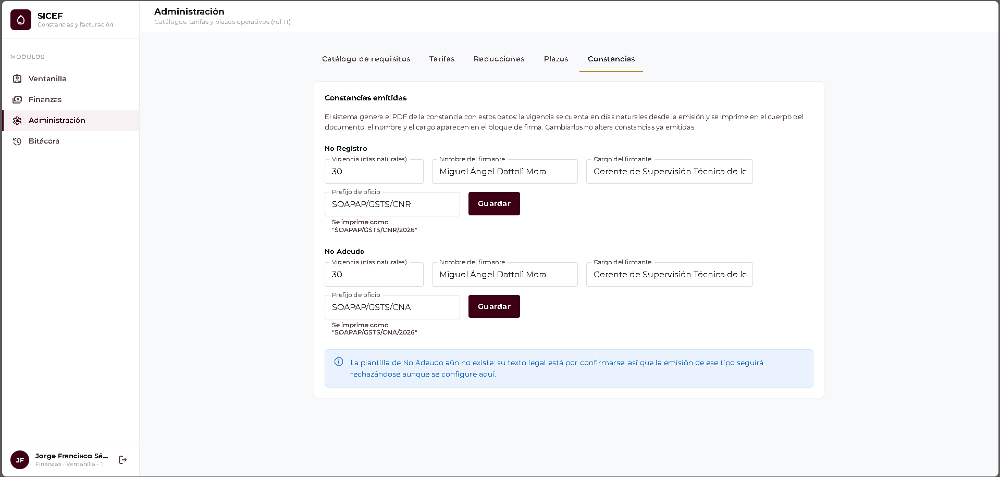 SICEF
Constancias y facturación
MÓDULOS
Ventanilla
Finanzas
Administración
Bitácora
Jorge Francisco Sá...
Finanzas · Ventanilla · Ti
JF
Administración
Catálogos, tarifas y plazos operativos (rol TI)
Catálogo de requisitos
Tarifas
Reducciones
Plazos
Constancias
Constancias emitidas
El sistema genera el PDF de la constancia con estos datos: la vigencia se cuenta en días naturales desde la emisión y se imprime en el cuerpo del
documento; el nombre y el cargo aparecen en el bloque de firma. Cambiarlos no altera constancias ya emitidas.
No Registro
Vigencia (días naturales)
30
Nombre del firmante
Miguel Ángel Dattoli Mora
Cargo del firmante
Gerente de Supervisión Técnica de lo
Prefijo de oficio
SOAPAP/GSTS/CNR
Guardar
Se imprime como
"SOAPAP/GSTS/CNR/2026"
No Adeudo
Vigencia (días naturales)
30
Nombre del firmante
Miguel Ángel Dattoli Mora
Cargo del firmante
Gerente de Supervisión Técnica de lo
Prefijo de oficio
SOAPAP/GSTS/CNA
Guardar
Se imprime como
"SOAPAP/GSTS/CNA/2026"
La plantilla de No Adeudo aún no existe: su texto legal está por confirmarse, así que la emisión de ese tipo seguirá
rechazándose aunque se configure aquí.